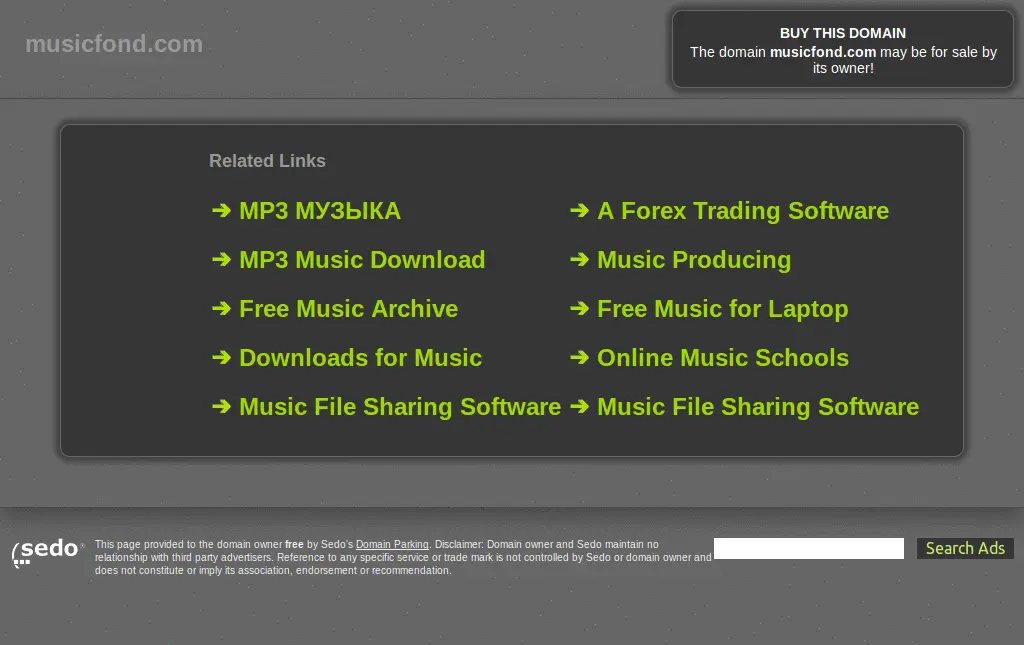 musicfond.com
BUY THIS DOMAIN
The domain musicfond.com may be for sale by
its owner!
Related Links
➔ MP3 МУЗЫКА
➔ MP3 Music Download
➔ Free Music Archive
➔ Downloads for Music
➔ Music File Sharing Software
➔ A Forex Trading Software
➔ Music Producing
➔ Free Music for Laptop
➔ Online Music Schools
➔ Music File Sharing Software
sedo®
This page provided to the domain owner free by Sedo's Domain Parking. Disclaimer: Domain owner and Sedo maintain no
relationship with third party advertisers. Reference to any specific service or trade mark is not controlled by Sedo or domain owner and
does not constitute or imply its association, endorsement or recommendation.
Search Ads